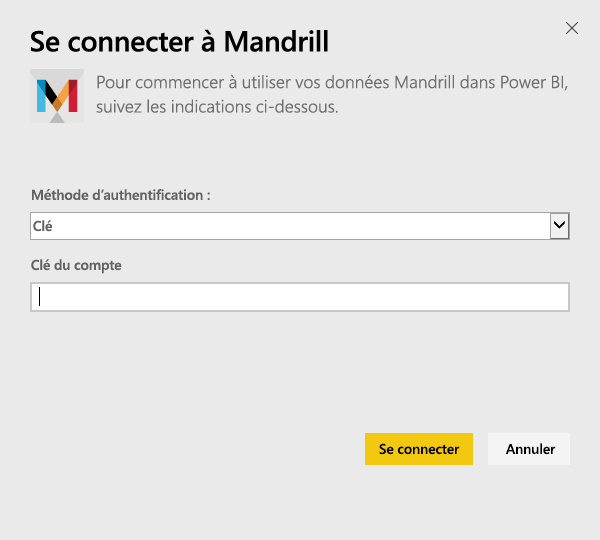 Se connecter à Mandrill
Pour commencer à utiliser vos données Mandrill dans Power BI,
suivez les indications ci-dessous.
Méthode d’authentification :
Clé
Clé du compte
Se connecter
Annuler